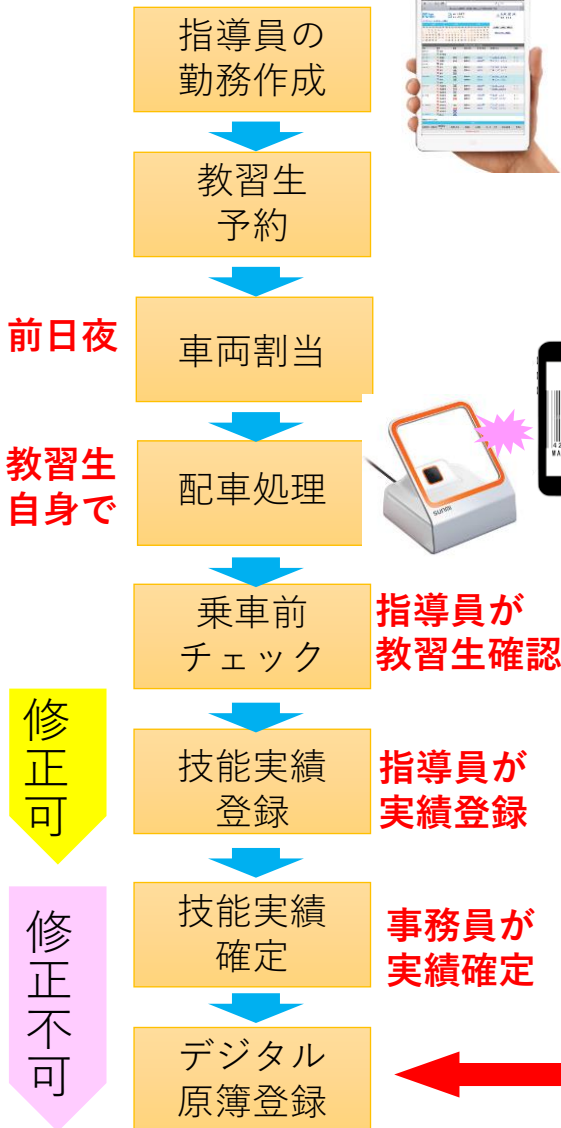 指導員の
勤務作成
教習生
予約
前日夜
車両割当
教習生
自身で
配車処理
sunmi
乗車前
チェック
指導員が
教習生確認
修正可
技能実績
登録
指導員が
実績登録
修正不可
技能実績
確定
事務員が
実績確定
デジタル
原簿登録